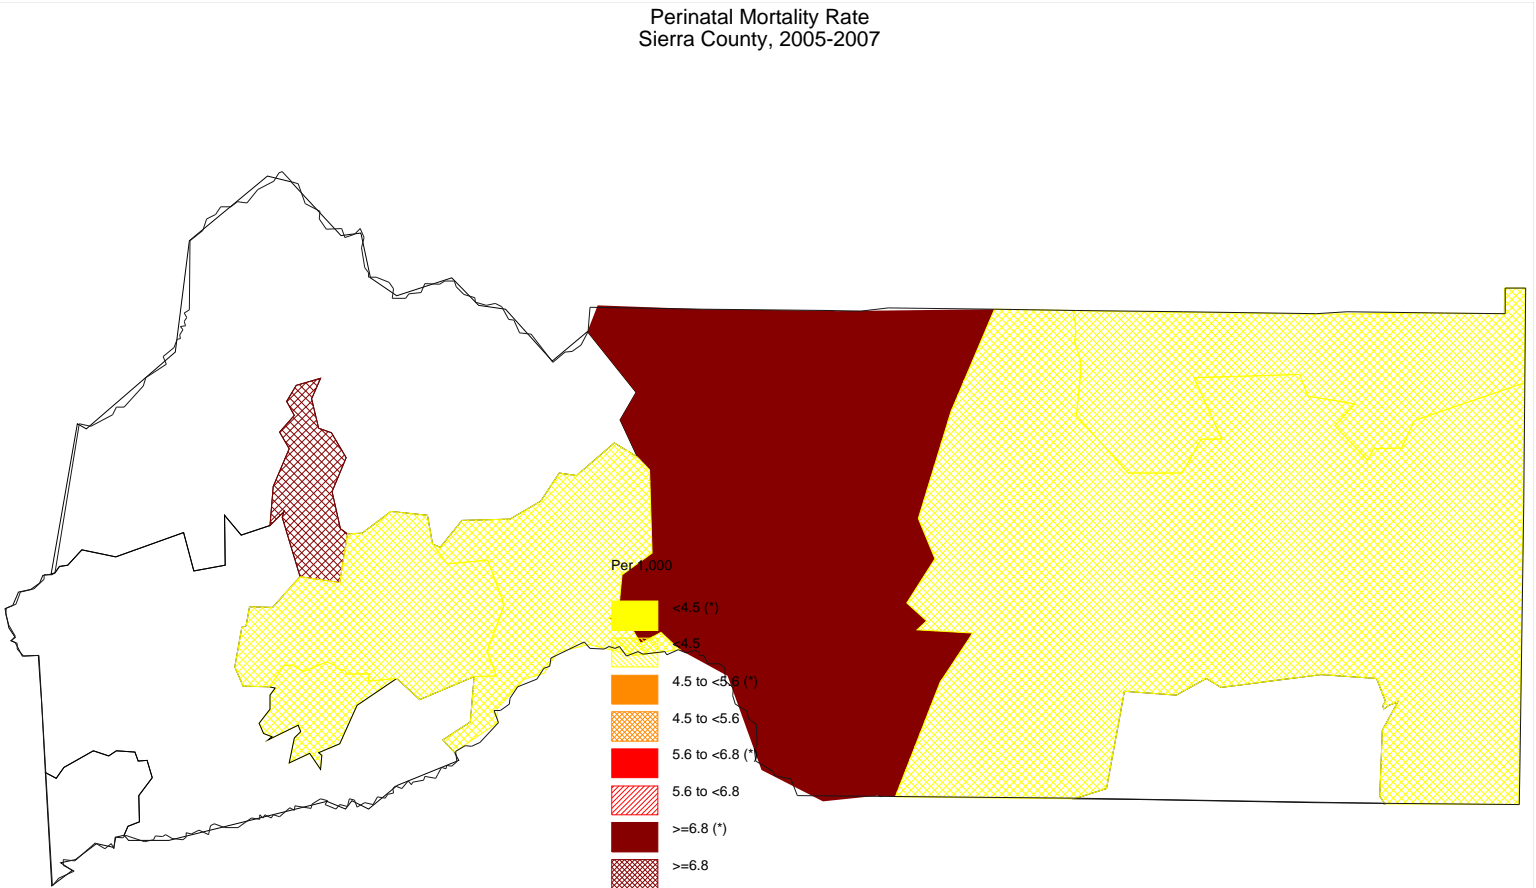 Perinatal Mortality Rate
Sierra County, 2005-2007
Per 1,000
<4.5 (*)
<4.5
4.5 to <5.6 (*)
4.5 to <5.6
5.6 to <6.8 (*)
5.6 to <6.8
>=6.8 (*)
>=6.8